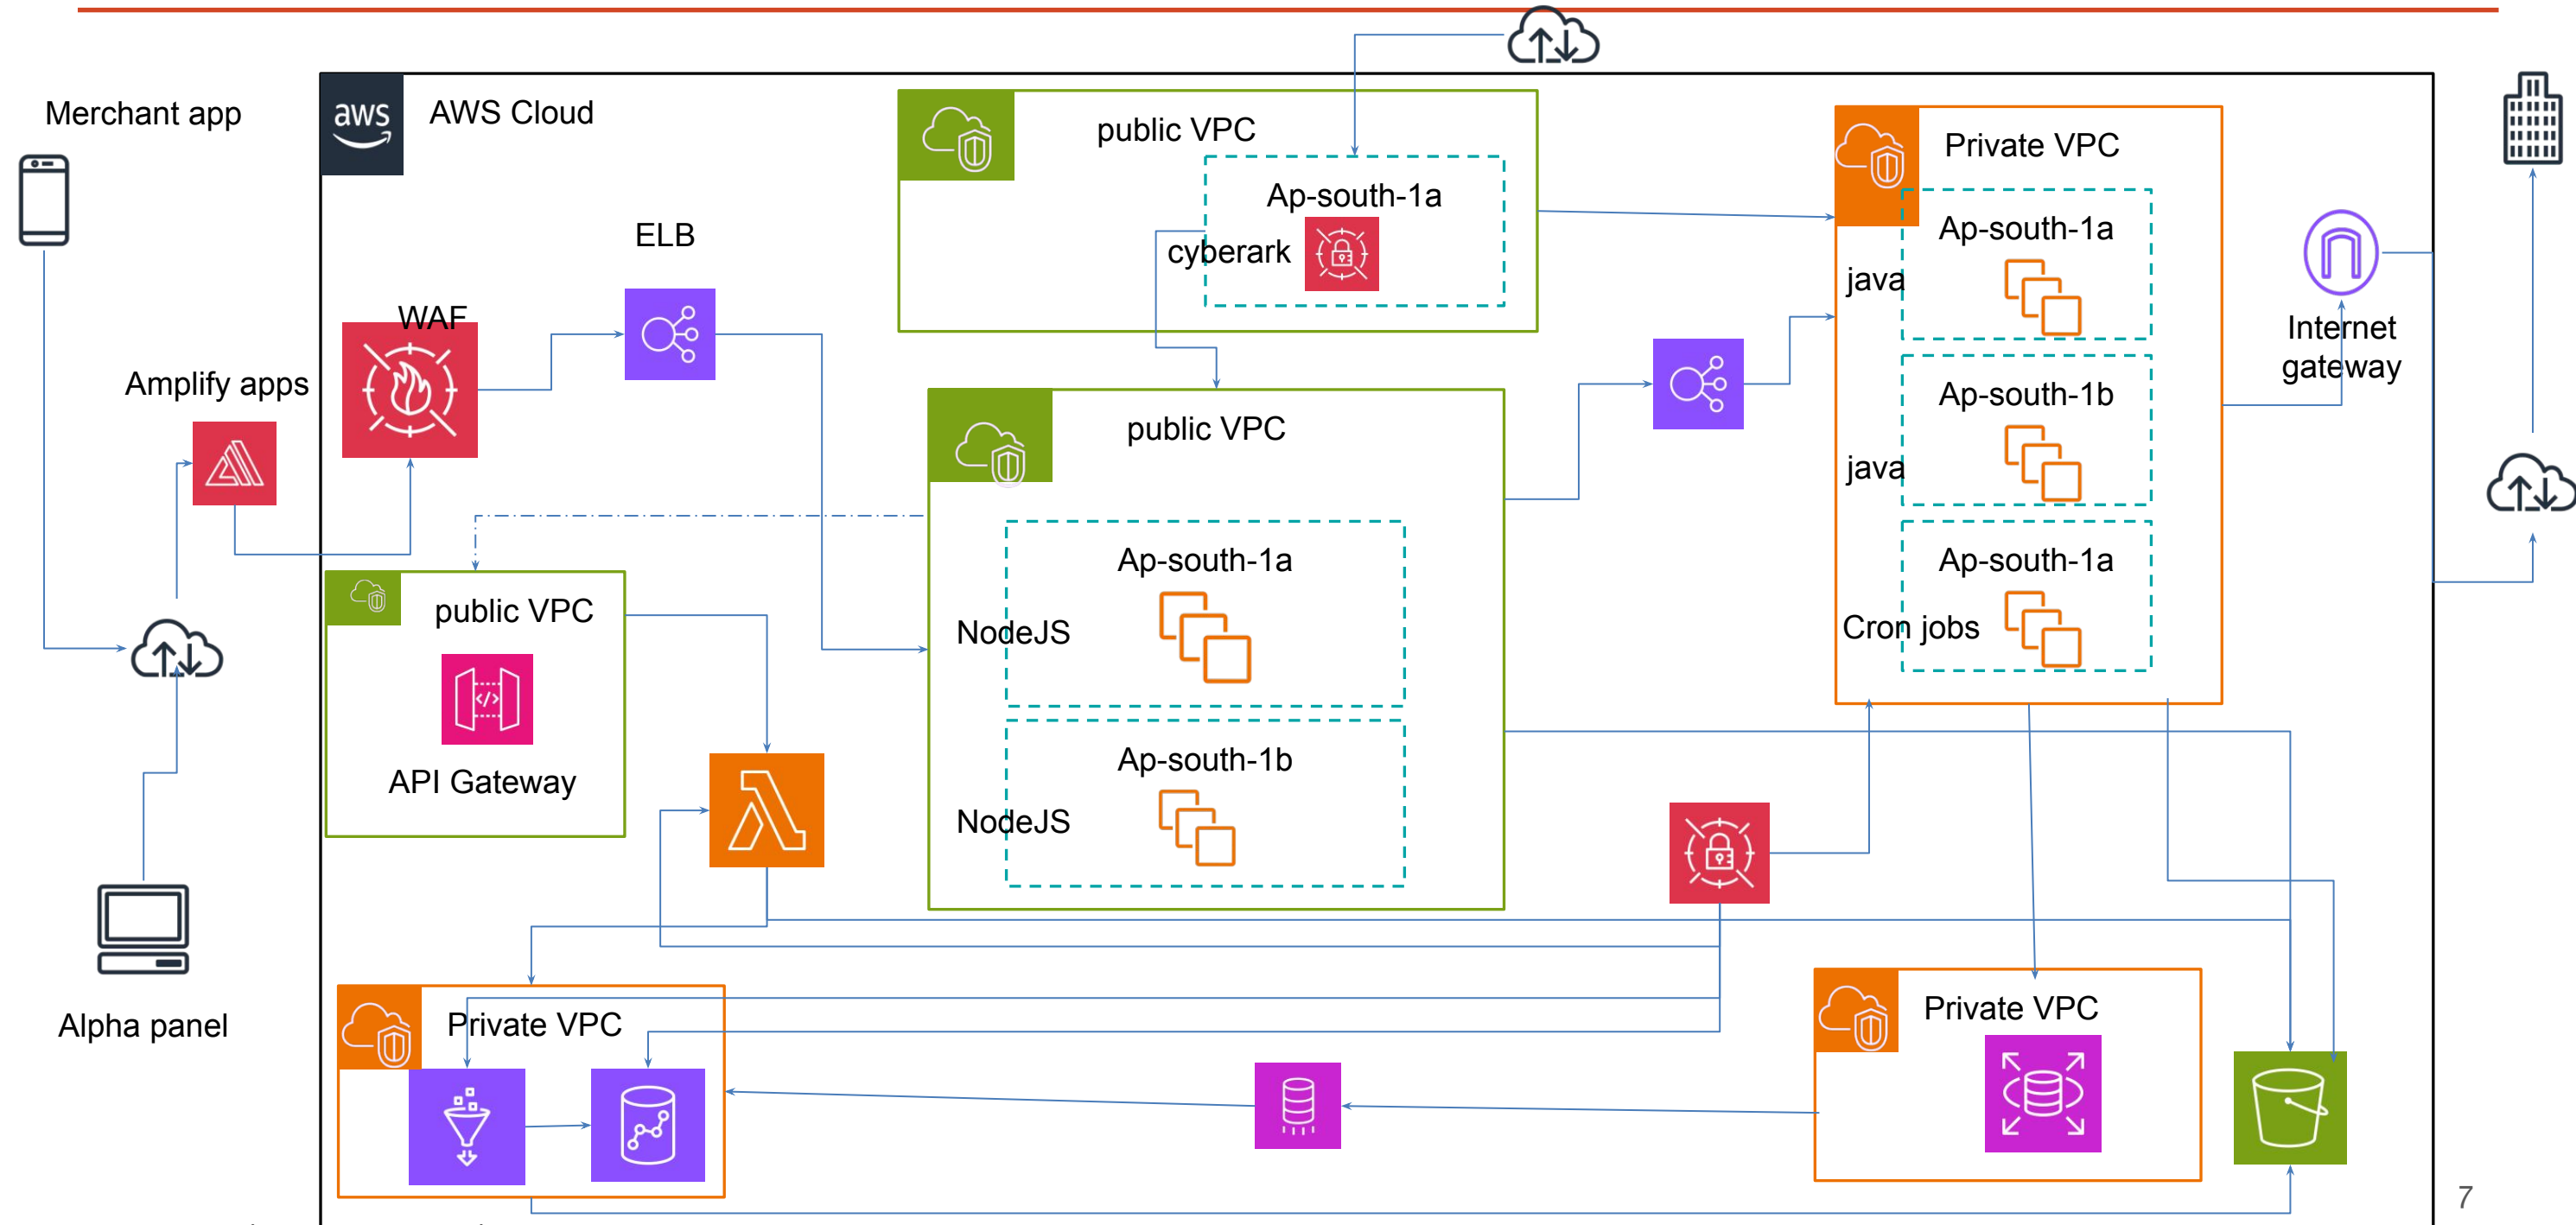 Merchant app
aws
AWS Cloud
public VPC
Ap-south-1a
cyberark
Private VPC
Ap-south-1a
java
Ap-south-1b
java
Ap-south-1a
Cron jobs
Internet
gateway
ELB
WAF
Amplify apps
public VPC
Ap-south-1a
NodeJS
Ap-south-1b
NodeJS
public VPC
</>
API Gateway
Alpha panel
Private VPC
Private VPC
7